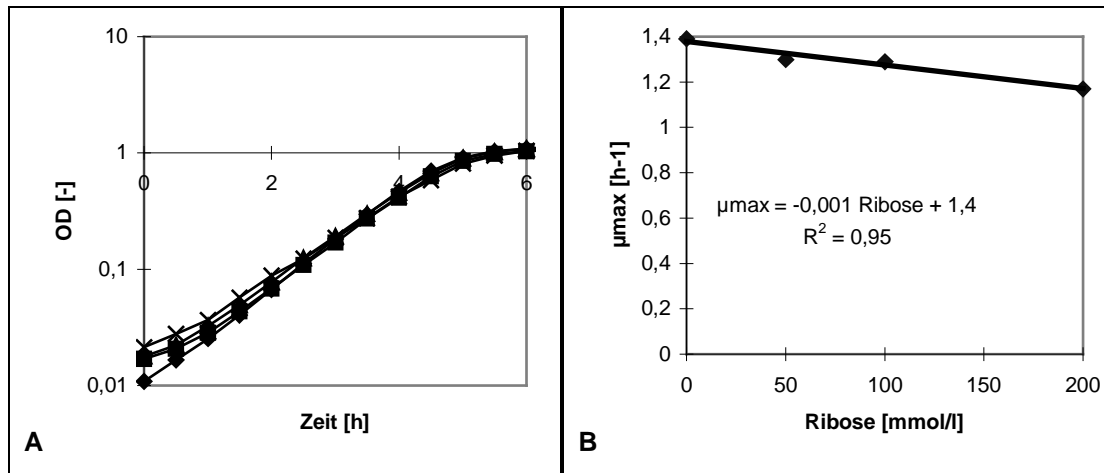 10
1
0,1
0,01
0
2
4
6
OD [-]
Zeit [h]
A
1,4
1,2
1
0,8
0,6
0,4
0,2
0
0
50
100
150
200
µmax [h-1]
µmax = -0,001 Ribose + 1,4
R² = 0,95
Ribose [mmol/l]
B